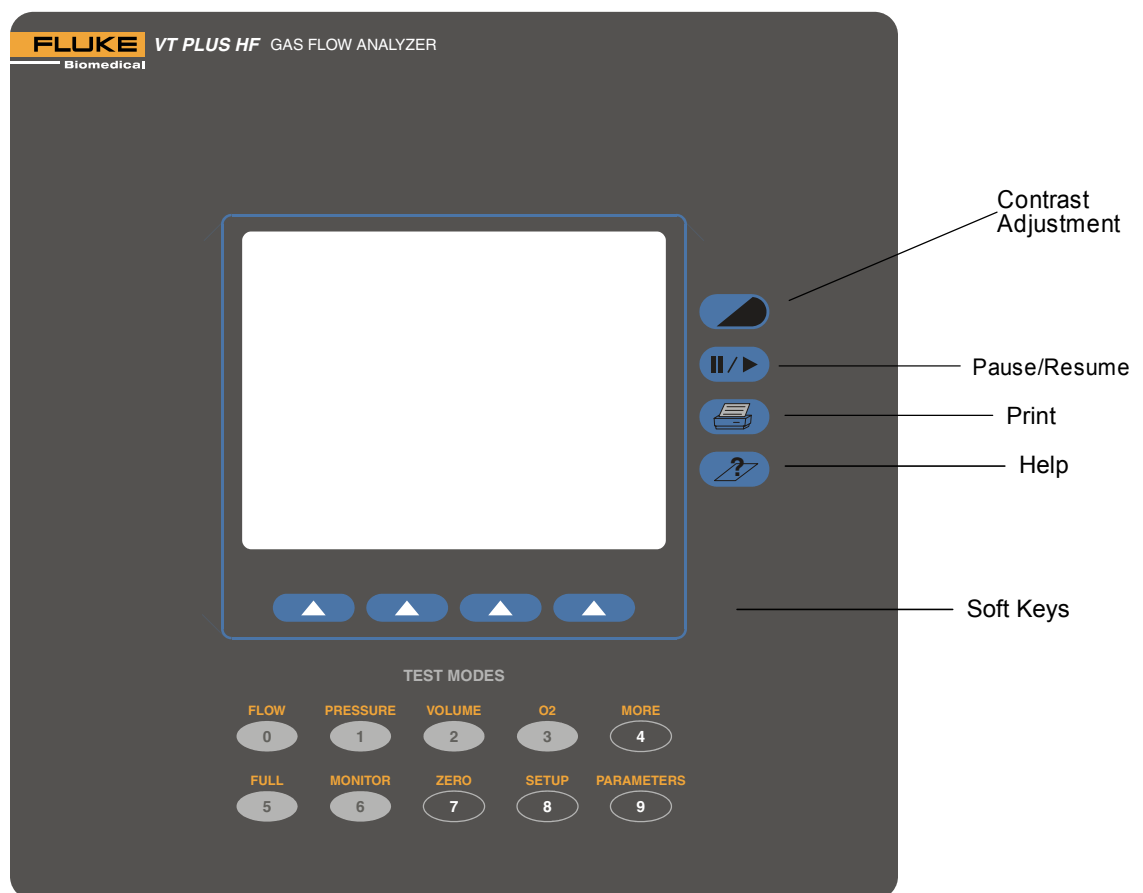 FLUKE VT PLUS HF GAS FLOW ANALYZER
Biomedical
Contrast
Adjustment
Pause/Resume
Print
? Help
Soft Keys
TEST MODES
FLOW PRESSURE VOLUME O2 MORE
0 1 2 3 4
FULL MONITOR ZERO SETUP PARAMETERS
5 6 7 8 9